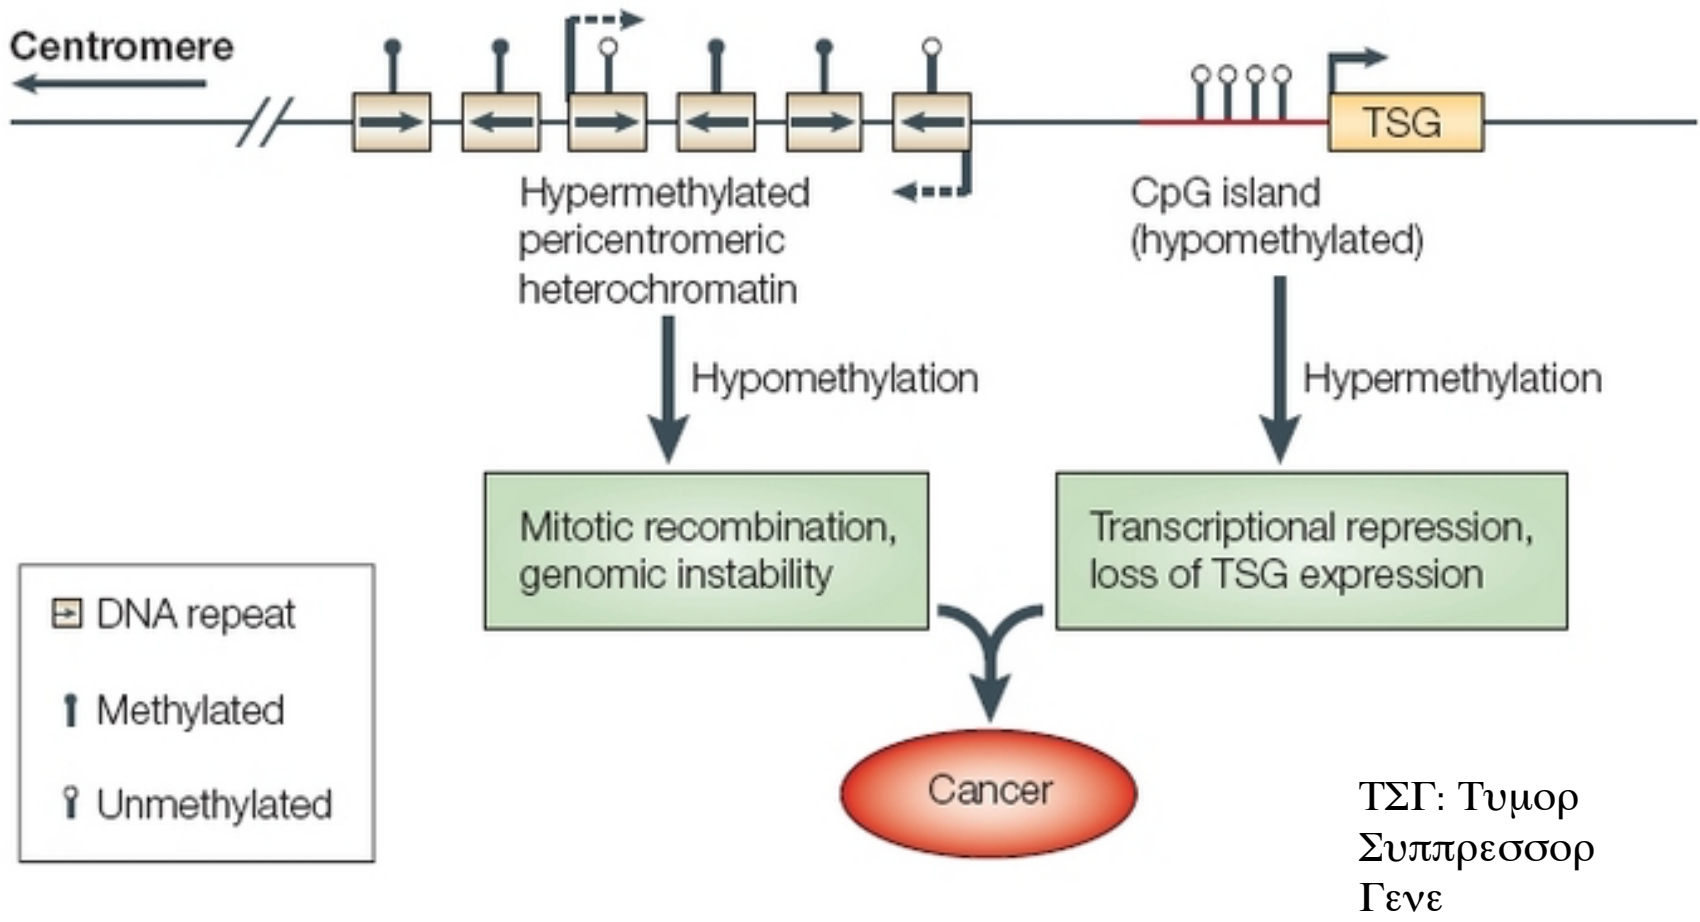 Centromere
TSG
Hypermethylated
pericentromeric
heterochromatin
CpG island
(hypomethylated)
Hypomethylation
Hypermethylation
Mitotic recombination,
genomic instability
Transcriptional repression,
loss of TSG expression
DNA repeat
Methylated
Unmethylated
Cancer
ΤΣΓ: Τυμορ
Συππρεσσορ
Γενε